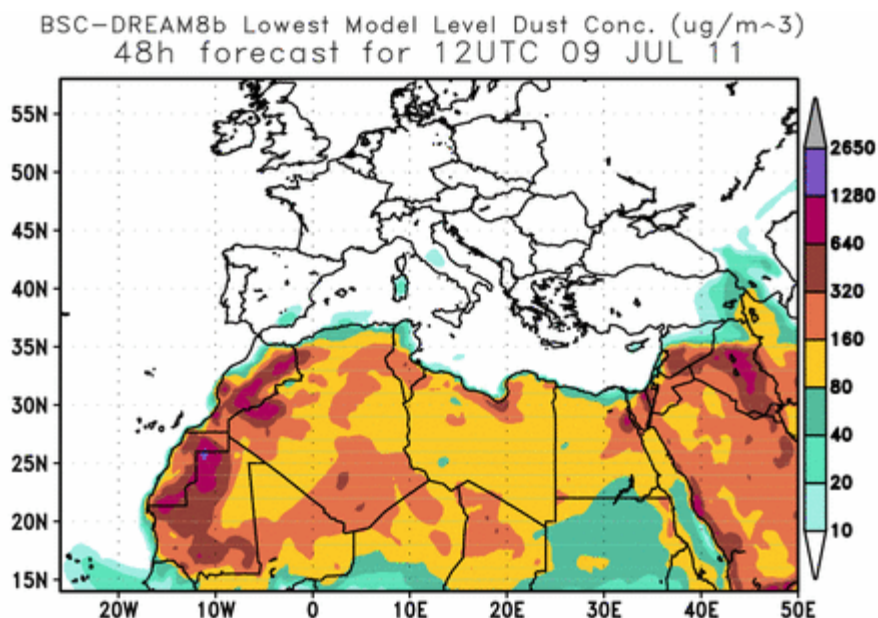 BSC-DREAM8b Lowest Model Level Dust Conc. (ug/m^3)
48h forecast for 12UTC 09 JUL 11
55N
50N
45N
40N
35N
30N
25N
20N
15N
20W 10W 0 10E 20E 30E 40E 50E
2650
1280
640
320
160
80
40
20
10